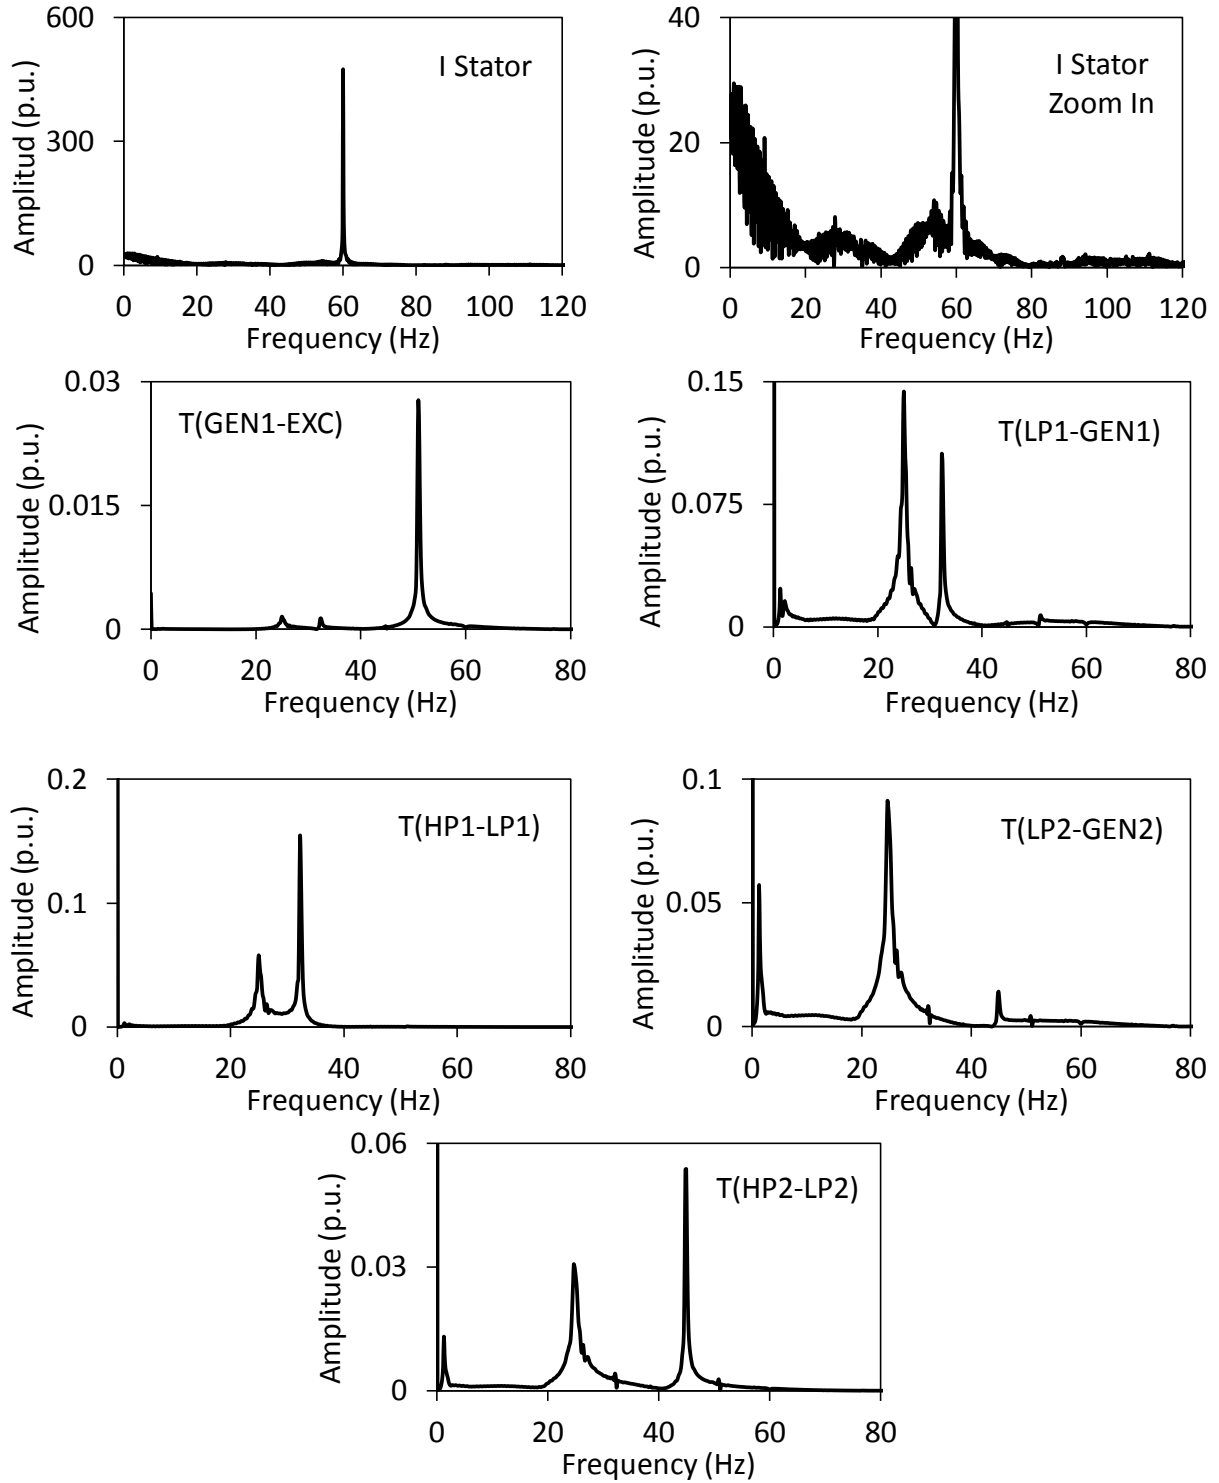 600
300
0
0 20 40 60 80 100 120
Amplitud (p.u.)
Frequency (Hz)
I Stator
40
20
0
0 20 40 60 80 100 120
Amplitude (p.u.)
Frequency (Hz)
I Stator
Zoom In
0.03
0.015
0
0 20 40 60 80
Amplitude (p.u.)
Frequency (Hz)
T(GEN1-EXC)
0.15
0.075
0
0 20 40 60 80
Amplitude (p.u.)
Frequency (Hz)
T(LP1-GEN1)
0.2
0.1
0
0 20 40 60 80
Amplitude (p.u.)
Frequency (Hz)
T(HP1-LP1)
0.1
0.05
0
0 20 40 60 80
Amplitude (p.u.)
Frequency (Hz)
T(LP2-GEN2)
0.06
0.03
0
0 20 40 60 80
Amplitude (p.u.)
Frequency (Hz)
T(HP2-LP2)